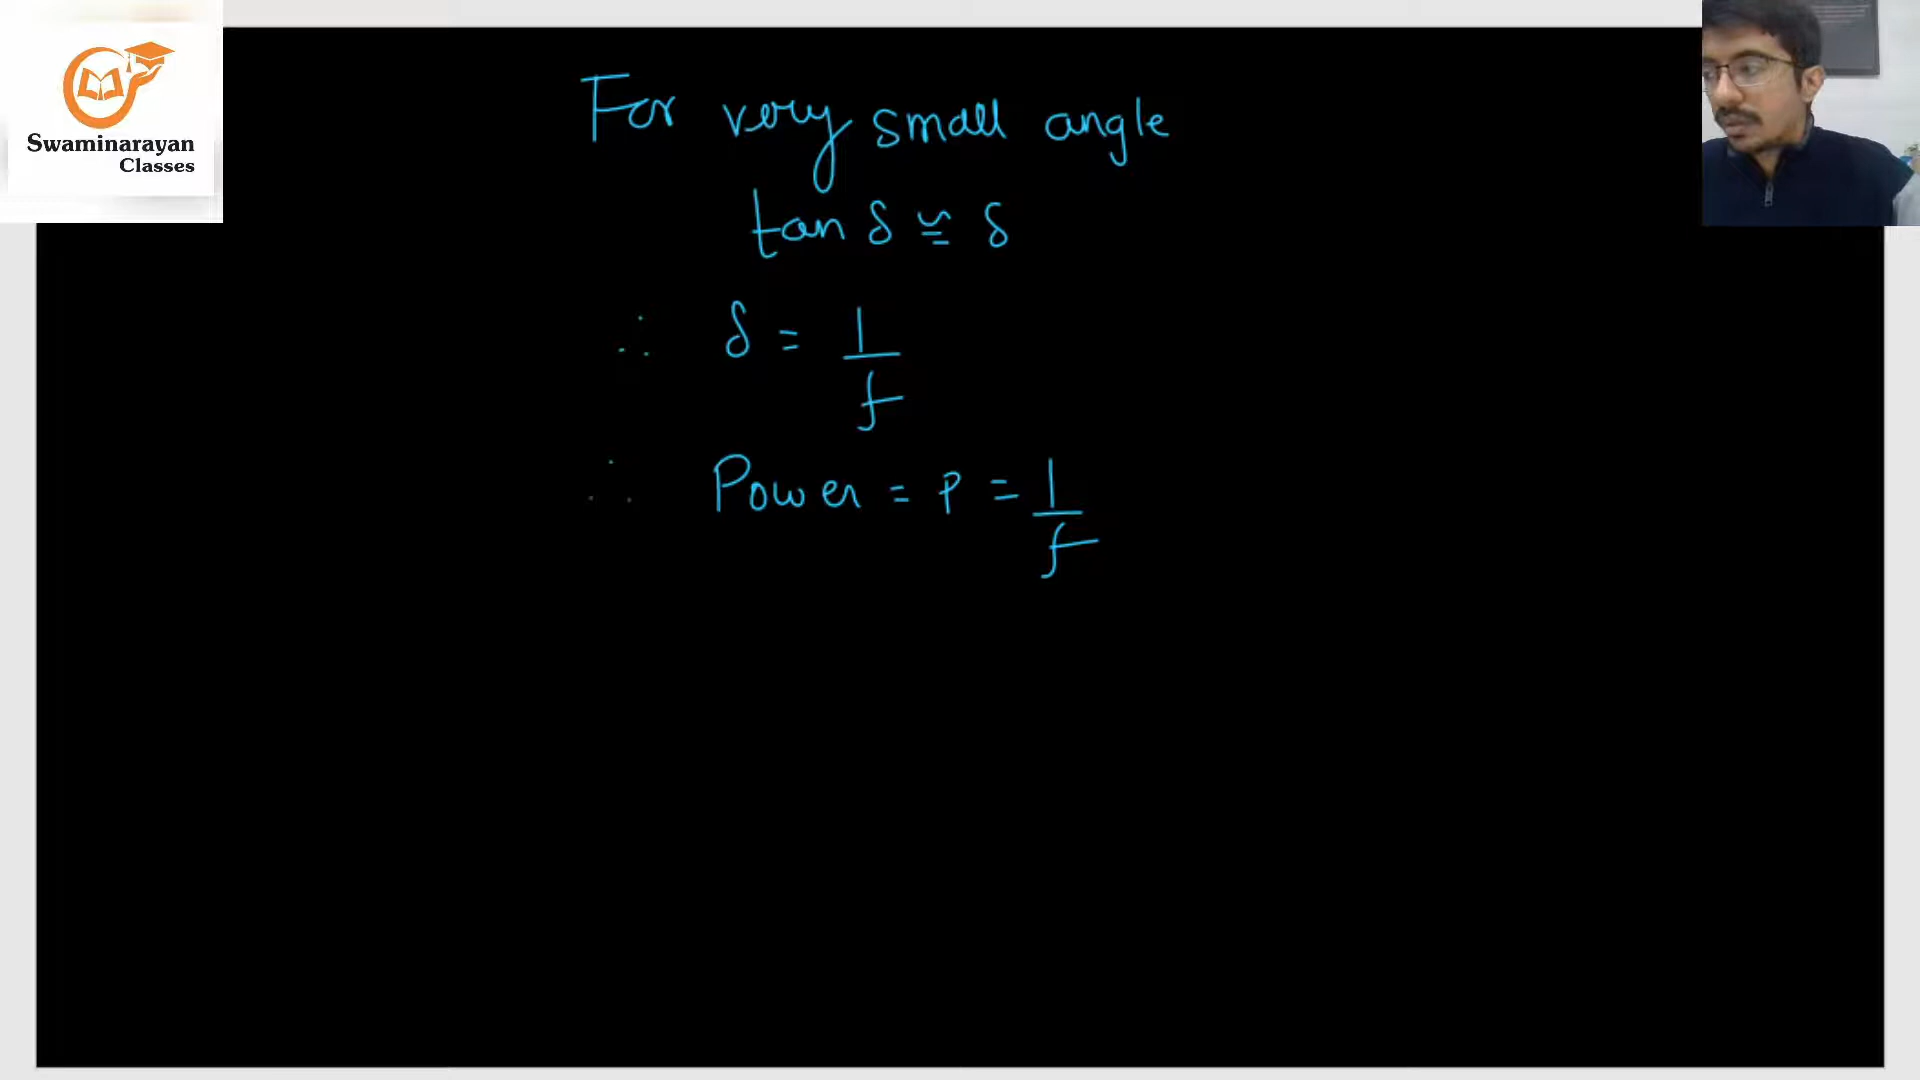 Swaminarayan
Classes
For very small angle
tan δ ≅ δ
∴ δ = 1/f
∴ Power = P = 1/f